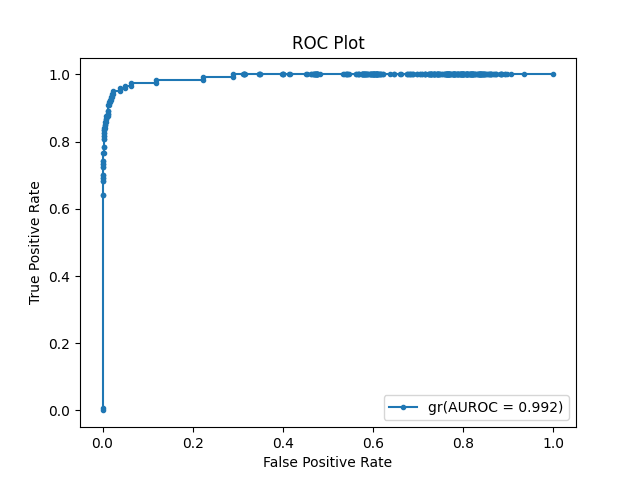 ROC Plot
1.0
0.8
0.6
0.4
0.2
0.0
True Positive Rate
gr(AUROC = 0.992)
0.0 0.2 0.4 0.6 0.8 1.0
False Positive Rate